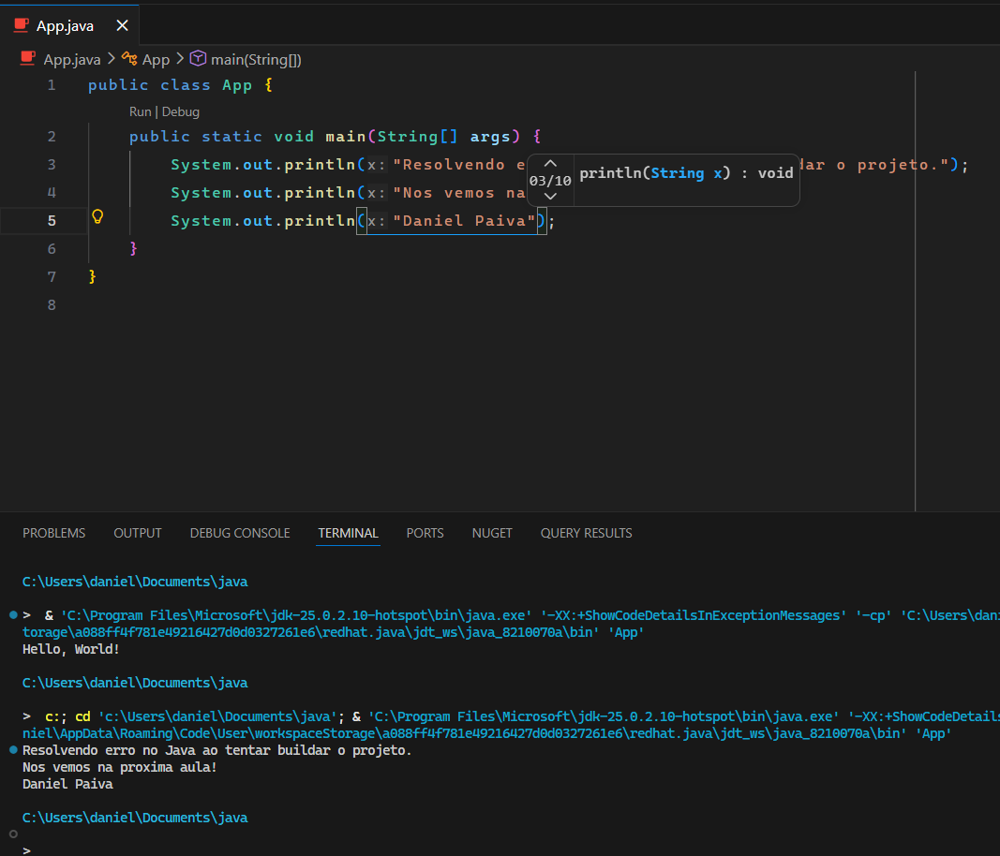 App.java
App.java > App > main(String[])
1 public class App {
Run | Debug
2 public static void main(String[] args) {
3 System.out.println(x: "Resolvendo e dar o projeto.");
03/10 println(String x) : void
4 System.out.println(x: "Nos vemos na
5 System.out.println(x: "Daniel Paiva");
6 }
7 }
8
PROBLEMS OUTPUT DEBUG CONSOLE TERMINAL PORTS NUGET QUERY RESULTS
C:\Users\daniel\Documents\java
> & 'C:\Program Files\Microsoft\jdk-25.0.2.10-hotspot\bin\java.exe' '-XX:+ShowCodeDetailsInExceptionMessages' '-cp' 'C:\Users\dani
torage\a088ff4f781e49216427d0d0327261e6\redhat.java\jdt_ws\java_8210070a\bin' 'App'
Hello, World!
C:\Users\daniel\Documents\java
> c:; cd 'c:\Users\daniel\Documents\java'; & 'C:\Program Files\Microsoft\jdk-25.0.2.10-hotspot\bin\java.exe' '-XX:+ShowCodeDetails
niel\AppData\Roaming\Code\User\workspaceStorage\a088ff4f781e49216427d0d0327261e6\redhat.java\jdt_ws\java_8210070a\bin' 'App'
Resolvendo erro no Java ao tentar buildar o projeto.
Nos vemos na proxima aula!
Daniel Paiva
C:\Users\daniel\Documents\java
>